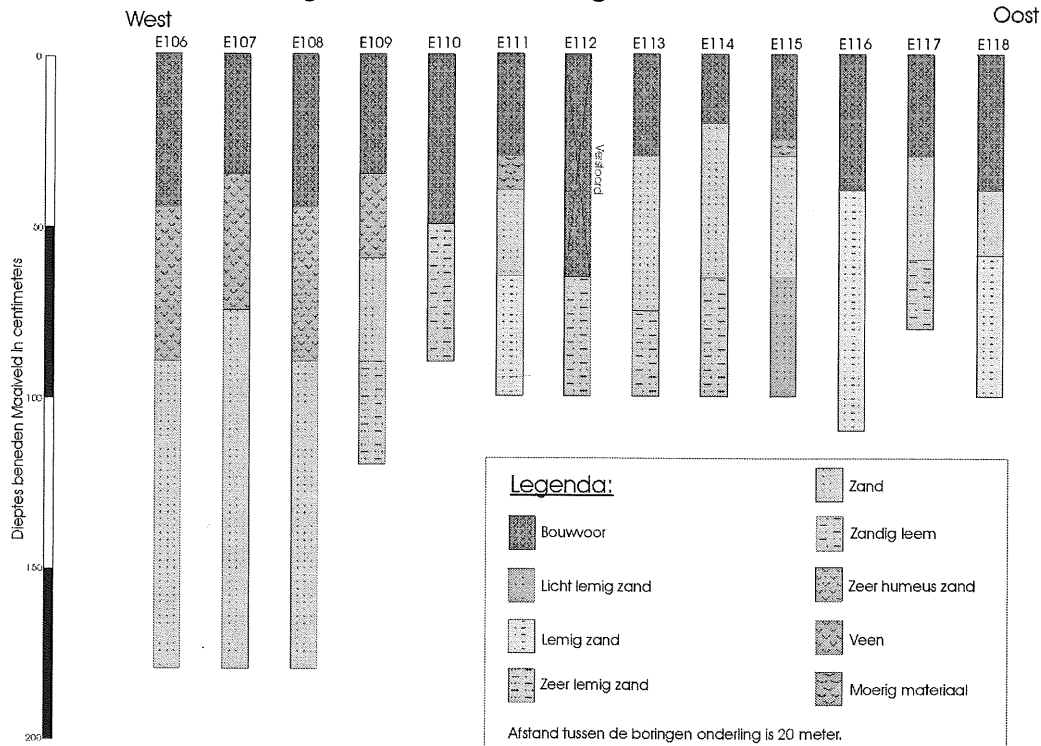 West
Oost
E106 E107 E108 E109 E110 E111 E112 E113 E114 E115 E116 E117 E118
0
50
100
150
200
Dieptes beneden Maaiveld in centimeters
Verstoord
Legenda:
Bouwvoor
Licht lemig zand
Lemig zand
Zeer lemig zand
Zand
Zandig leem
Zeer humeus zand
Veen
Moerig materiaal
Afstand tussen de boringen onderling is 20 meter.